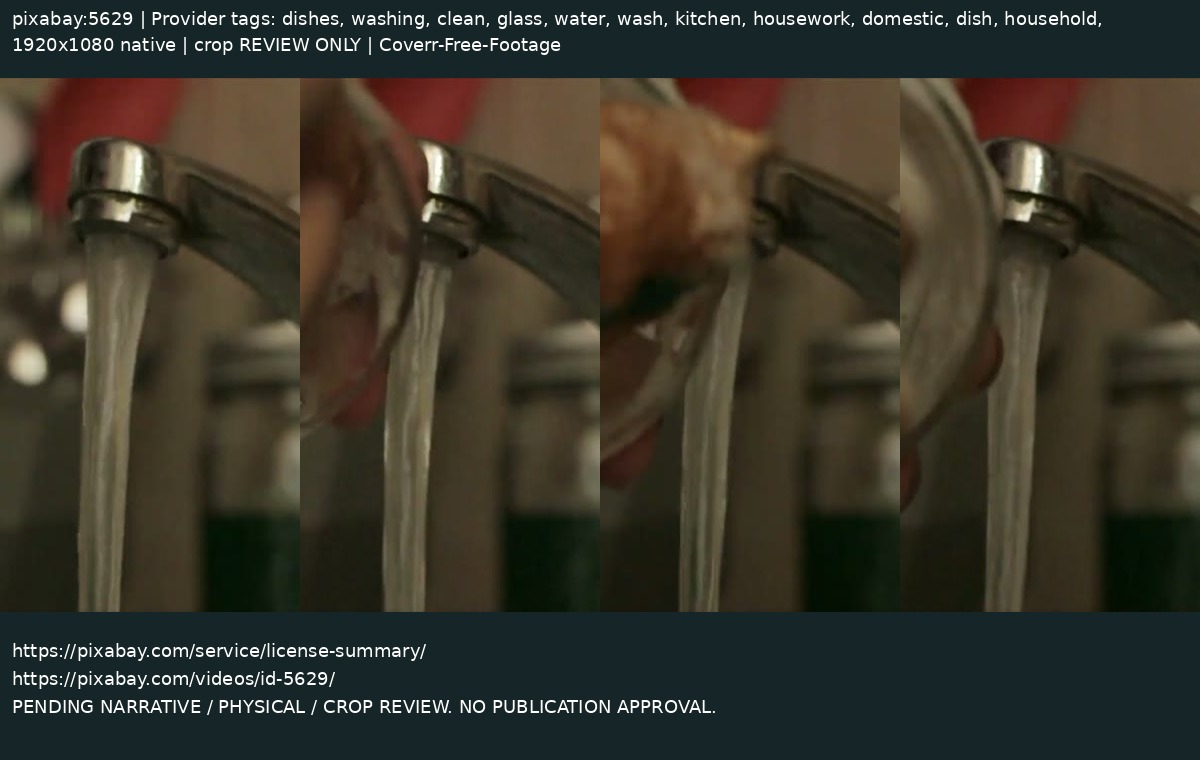 pixabay:5629 | Provider tags: dishes, washing, clean, glass, water, wash, kitchen, housework, domestic, dish, household,
1920x1080 native | crop REVIEW ONLY | Coverr-Free-Footage
https://pixabay.com/service/license-summary/
https://pixabay.com/videos/id-5629/
PENDING NARRATIVE / PHYSICAL / CROP REVIEW. NO PUBLICATION APPROVAL.